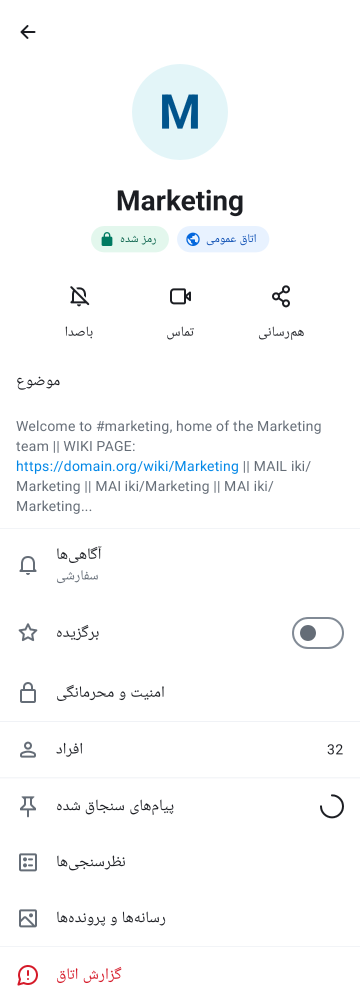 M
Marketing
رمز شده
اتاق عمومی
باصدا
تماس
هم‌رسانی
موضوع
Welcome to #marketing, home of the Marketing
team || WIKI PAGE:
https://domain.org/wiki/Marketing || MAIL iki/
Marketing || MAI iki/Marketing || MAI iki/
Marketing...
آگاهی‌ها
سفارشی
برگزیده
امنیت و محرمانگی
افراد 32
پیام‌های سنجاق شده
نظرسنجی‌ها
رسانه‌ها و پرونده‌ها
گزارش اتاق